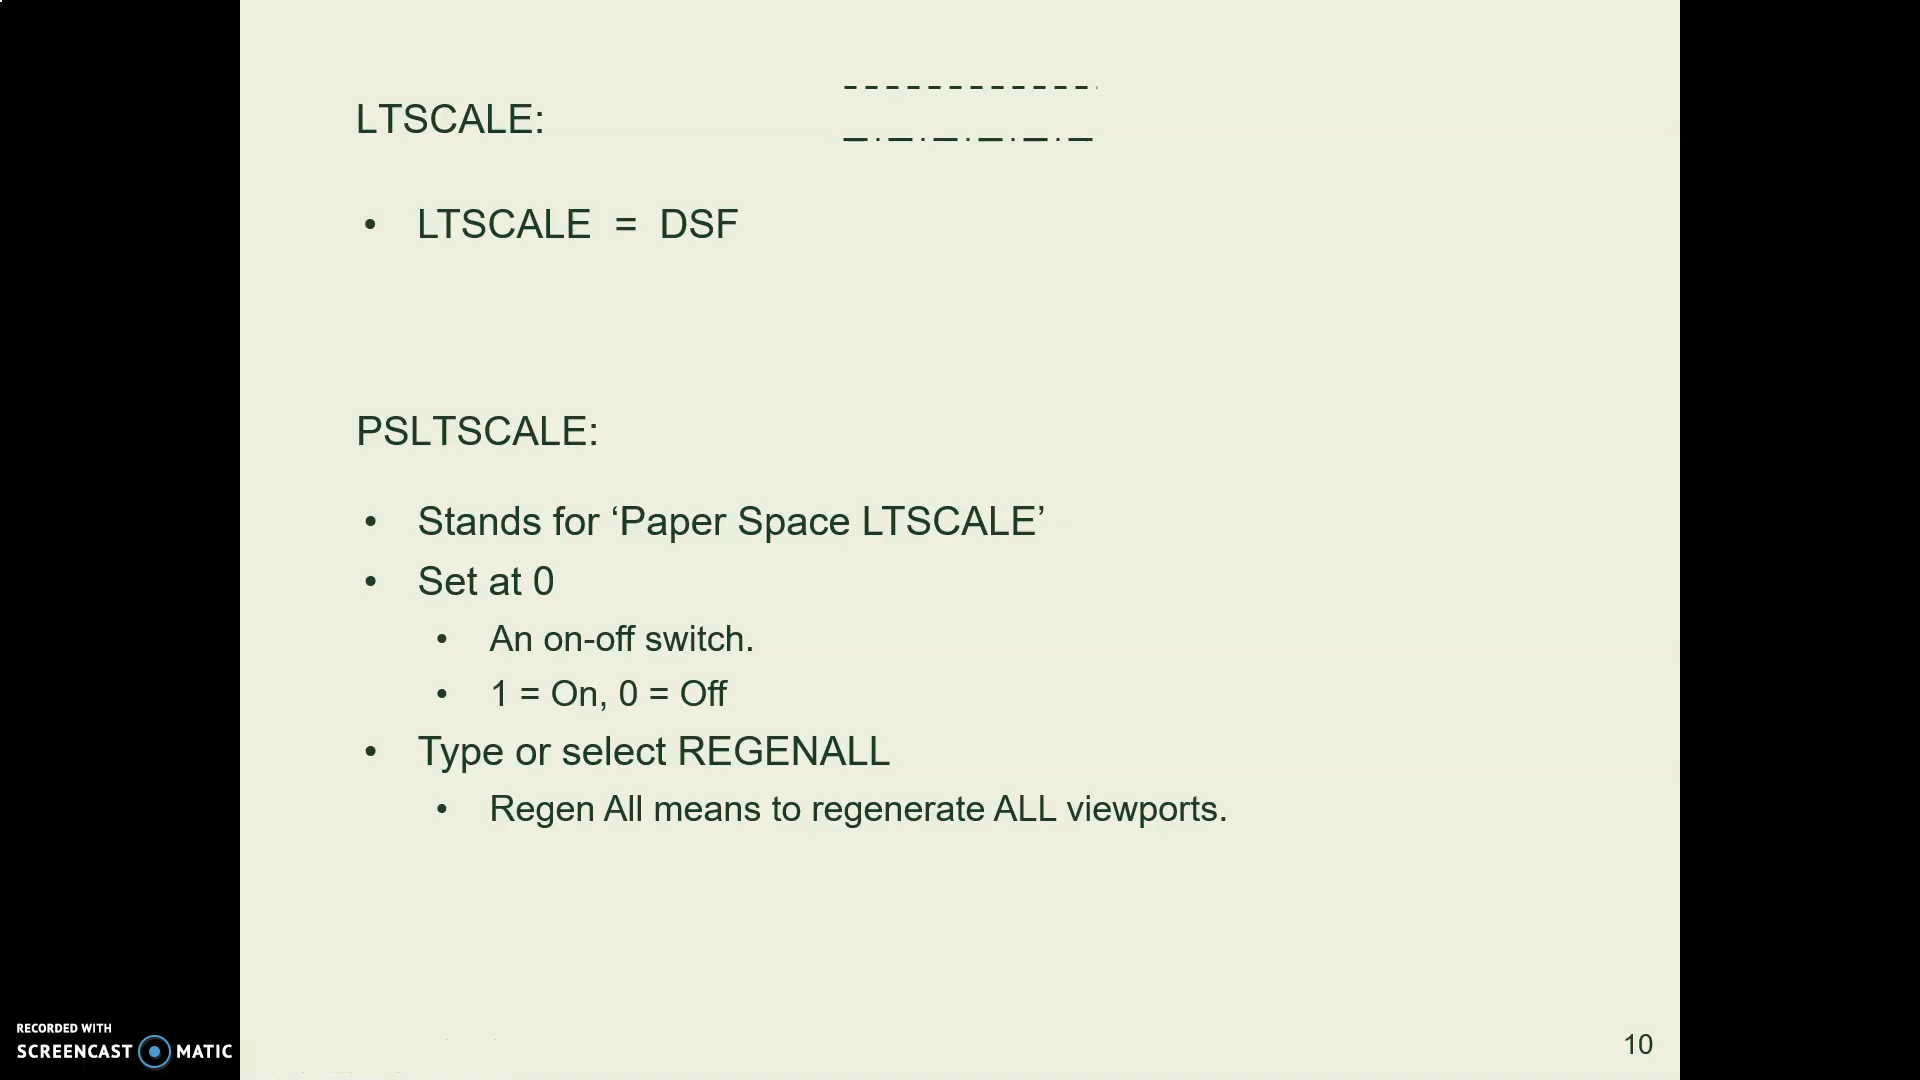 LTSCALE:
• LTSCALE = DSF
PSLTSCALE:
• Stands for ‘Paper Space LTSCALE’
• Set at 0
• An on-off switch.
• 1 = On, 0 = Off
• Type or select REGENALL
• Regen All means to regenerate ALL viewports.
10
RECORDED WITH
SCREENCAST MATIC